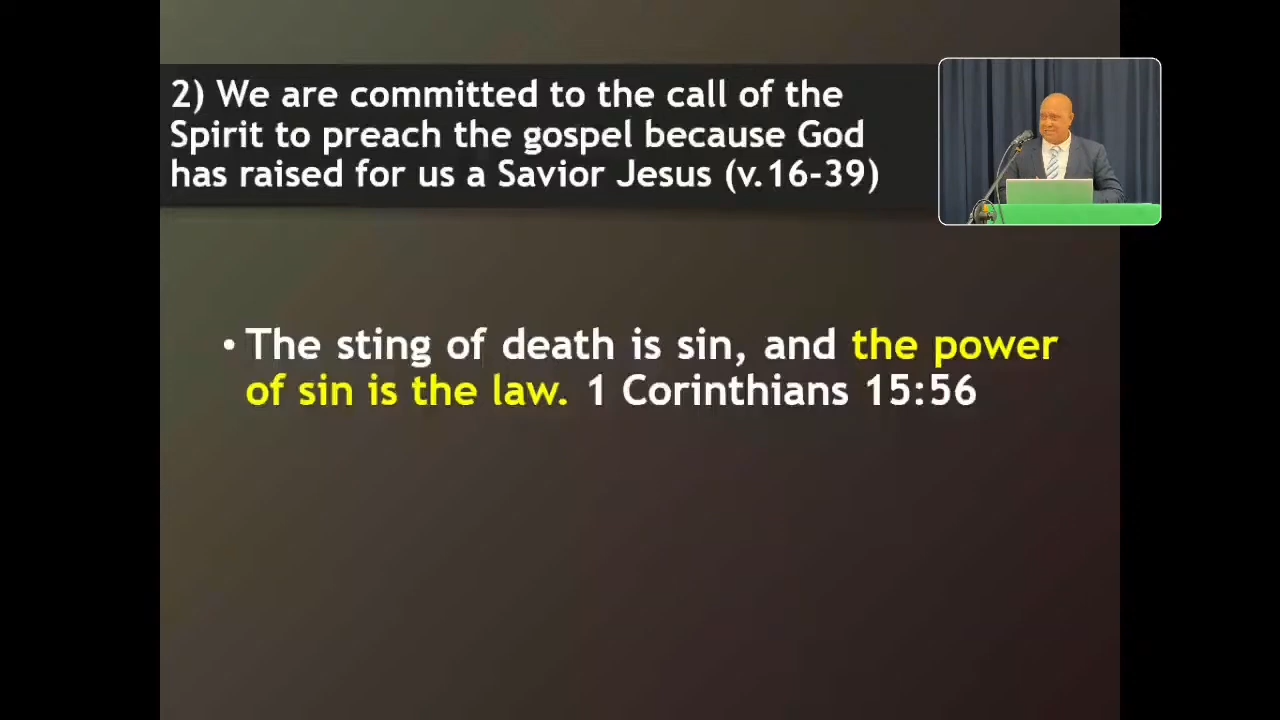 2) We are committed to the call of the
Spirit to preach the gospel because God
has raised for us a Savior Jesus (v.16-39)
• The sting of death is sin, and the power
of sin is the law. 1 Corinthians 15:56